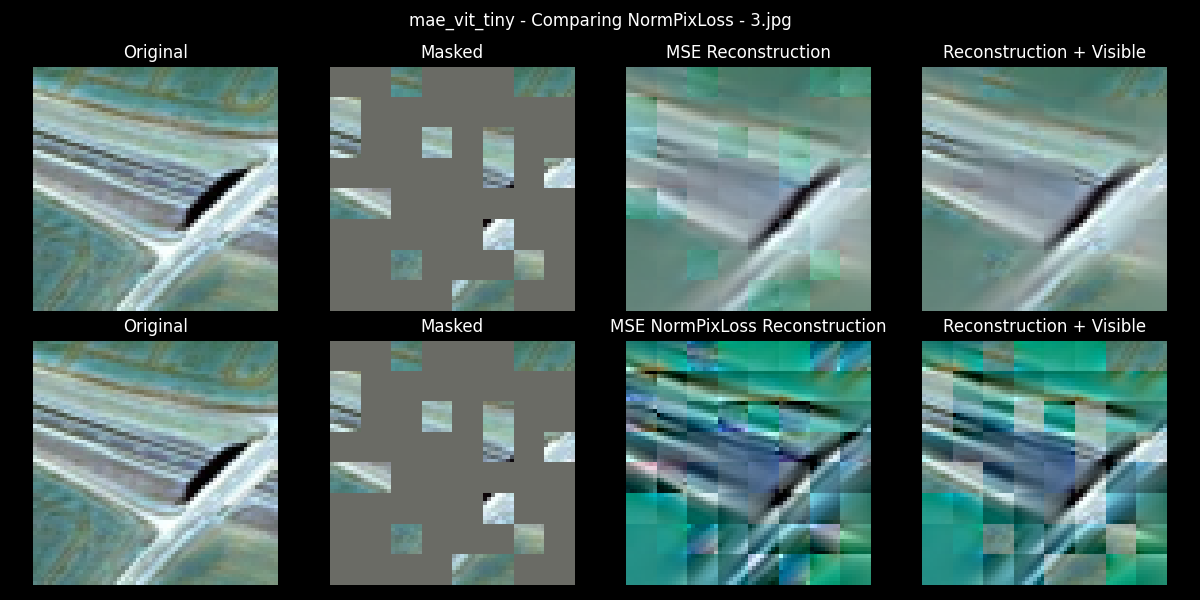 mae_vit_tiny - Comparing NormPixLoss - 3.jpg
Original Masked MSE Reconstruction Reconstruction + Visible
Original Masked MSE NormPixLoss Reconstruction Reconstruction + Visible